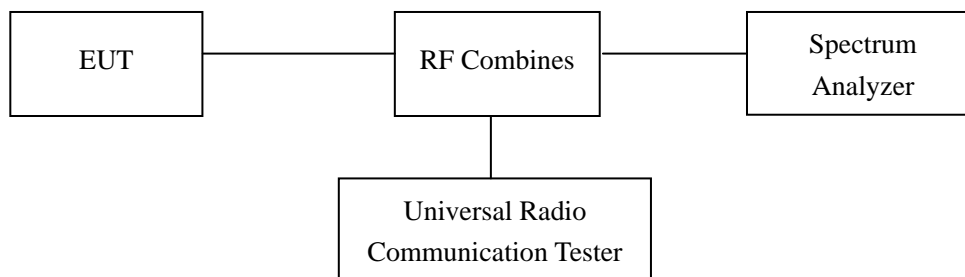 EUT
RF Combines
Spectrum
Analyzer
Universal Radio
Communication Tester